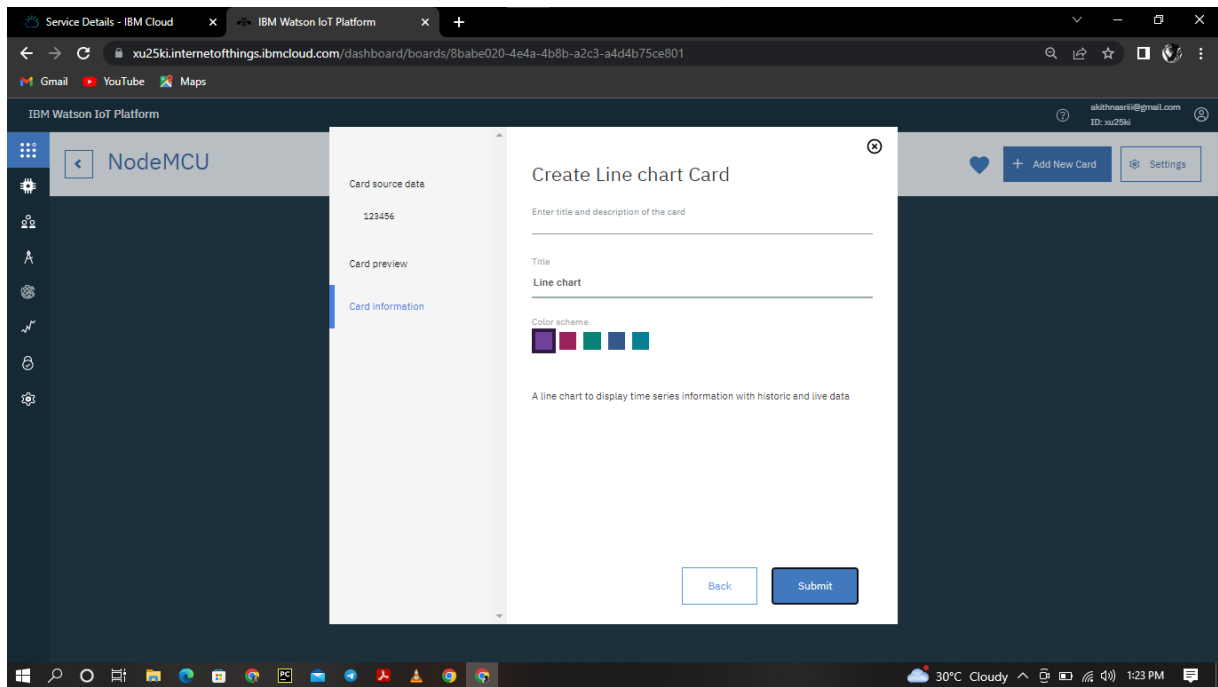 Service Details - IBM Cloud
IBM Watson IoT Platform
xu25ki.internetofthings.ibmcloud.com/dashboard/boards/8babe020-4e4a-4b8b-a2c3-a4d4b75ce801
Gmail
YouTube
Maps
IBM Watson IoT Platform
akithnasriii@gmail.com
ID: xu25ki
NodeMCU
+ Add New Card
Settings
Card source data
123456
Card preview
Card information
Create Line chart Card
Enter title and description of the card
Title
Line chart
Color scheme
A line chart to display time series information with historic and live data
Back
Submit
PC
30°C Cloudy
1:23 PM